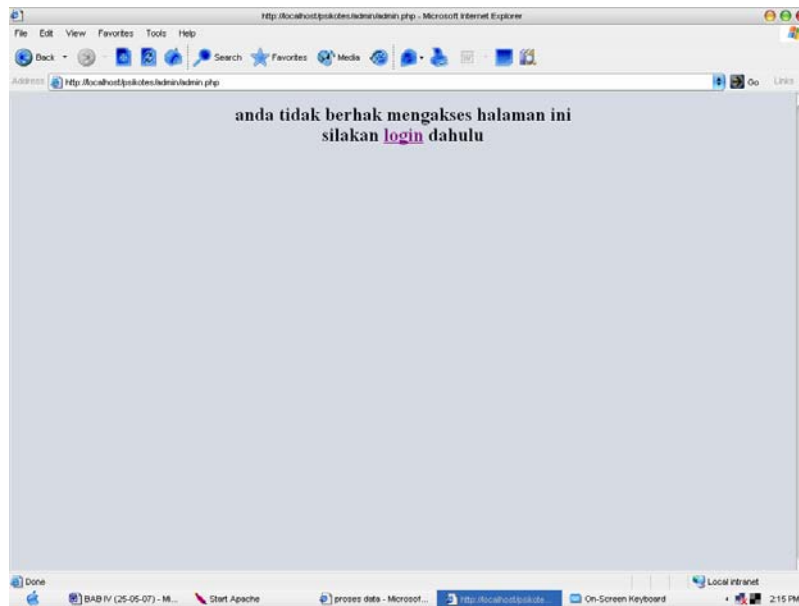 http://localhost/psikotes/admin/admin.php - Microsoft Internet Explorer
File Edit View Favorites Tools Help
Back Search Favorites Media
Address http://localhost/psikotes/admin/admin.php Go Links
anda tidak berhak mengakses halaman ini
silakan login dahulu
Done Local intranet
BAB IV (25-05-07) - Mi... Start Apache proses data - Microsof... http://localhost/psikote... On-Screen Keyboard 2:15 PM